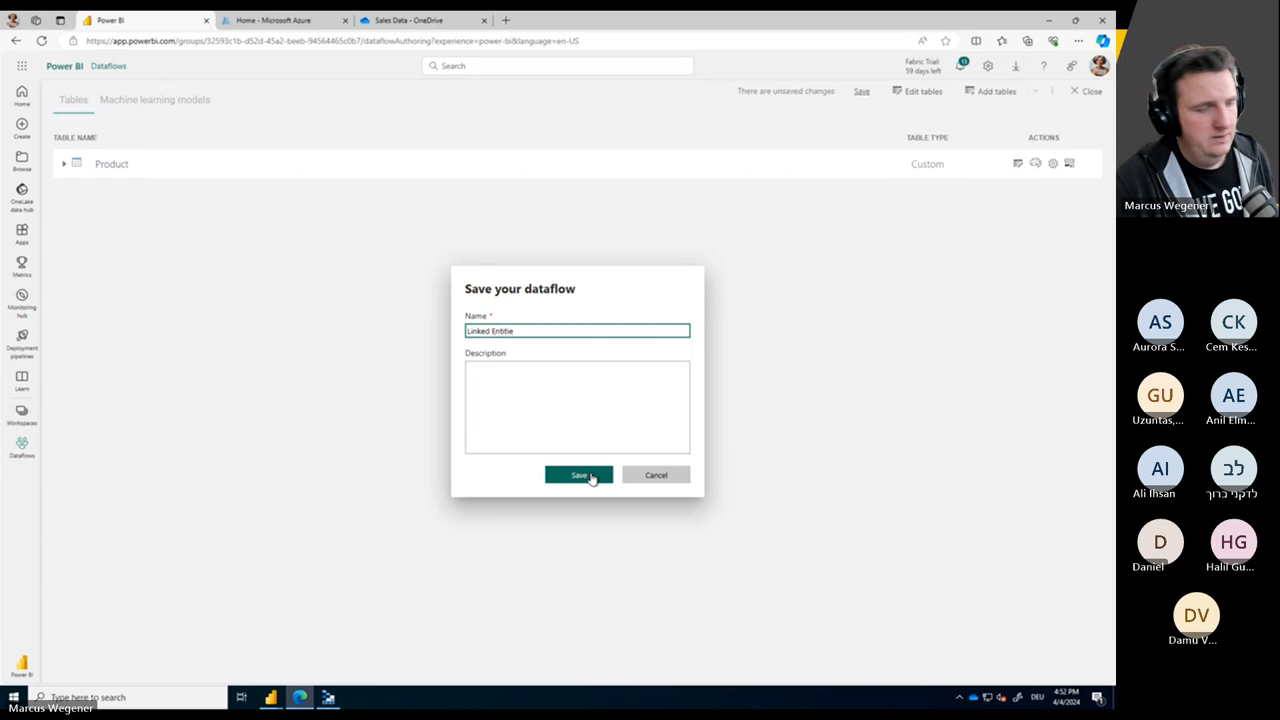 Power BI
Home - Microsoft Azure
Sales Data - OneDrive
https://app.powerbi.com/groups/32593c1b-d52d-45a2-beeb-94564465c0b7/dataflowAuthoring?experience=power-bi&language=en-US
Power BI Dataflows
Search
Fabric Trial:
59 days left
Home
Create
Browse
OneLake
data hub
Apps
Metrics
Monitoring
hub
Deployment
pipelines
Learn
Workspaces
Dataflows
Power BI
Tables Machine learning models
There are unsaved changes Save Edit tables Add tables Close
TABLE NAME TABLE TYPE ACTIONS
Product Custom
Save your dataflow
Name *
Linked Entitie
Description
Save Cancel
Type here to search
DEU
4:52 PM
4/4/2024
Marcus Wegener
Marcus Wegener
AS CK
Aurora S... Cem Kes...
GU AE
Uzuntas,... Anil Elm...
AI לב
Ali Ihsan לדקני ברוך
D HG
Daniel Halil Gu...
DV
Damu V...